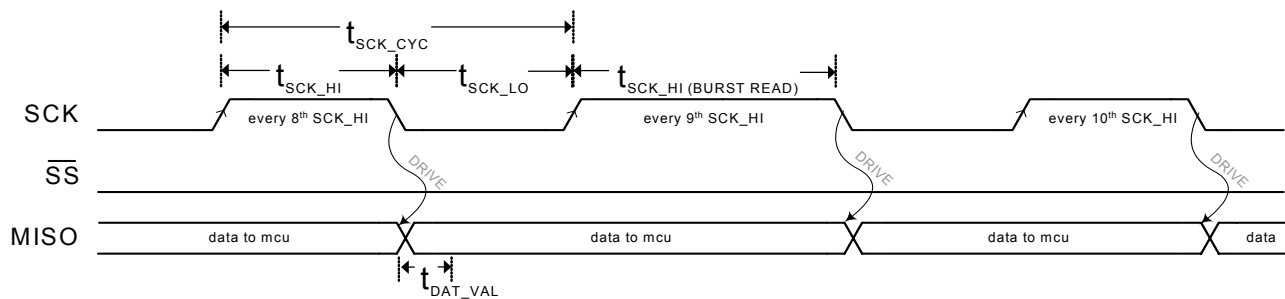 tSCK_CYC
tSCK_HI tSCK_LO tSCK_HI (BURST READ)
SCK every 8th SCK_HI every 9th SCK_HI every 10th SCK_HI
SS DRIVE DRIVE DRIVE
MISO data to mcu data to mcu data to mcu data
tDAT_VAL